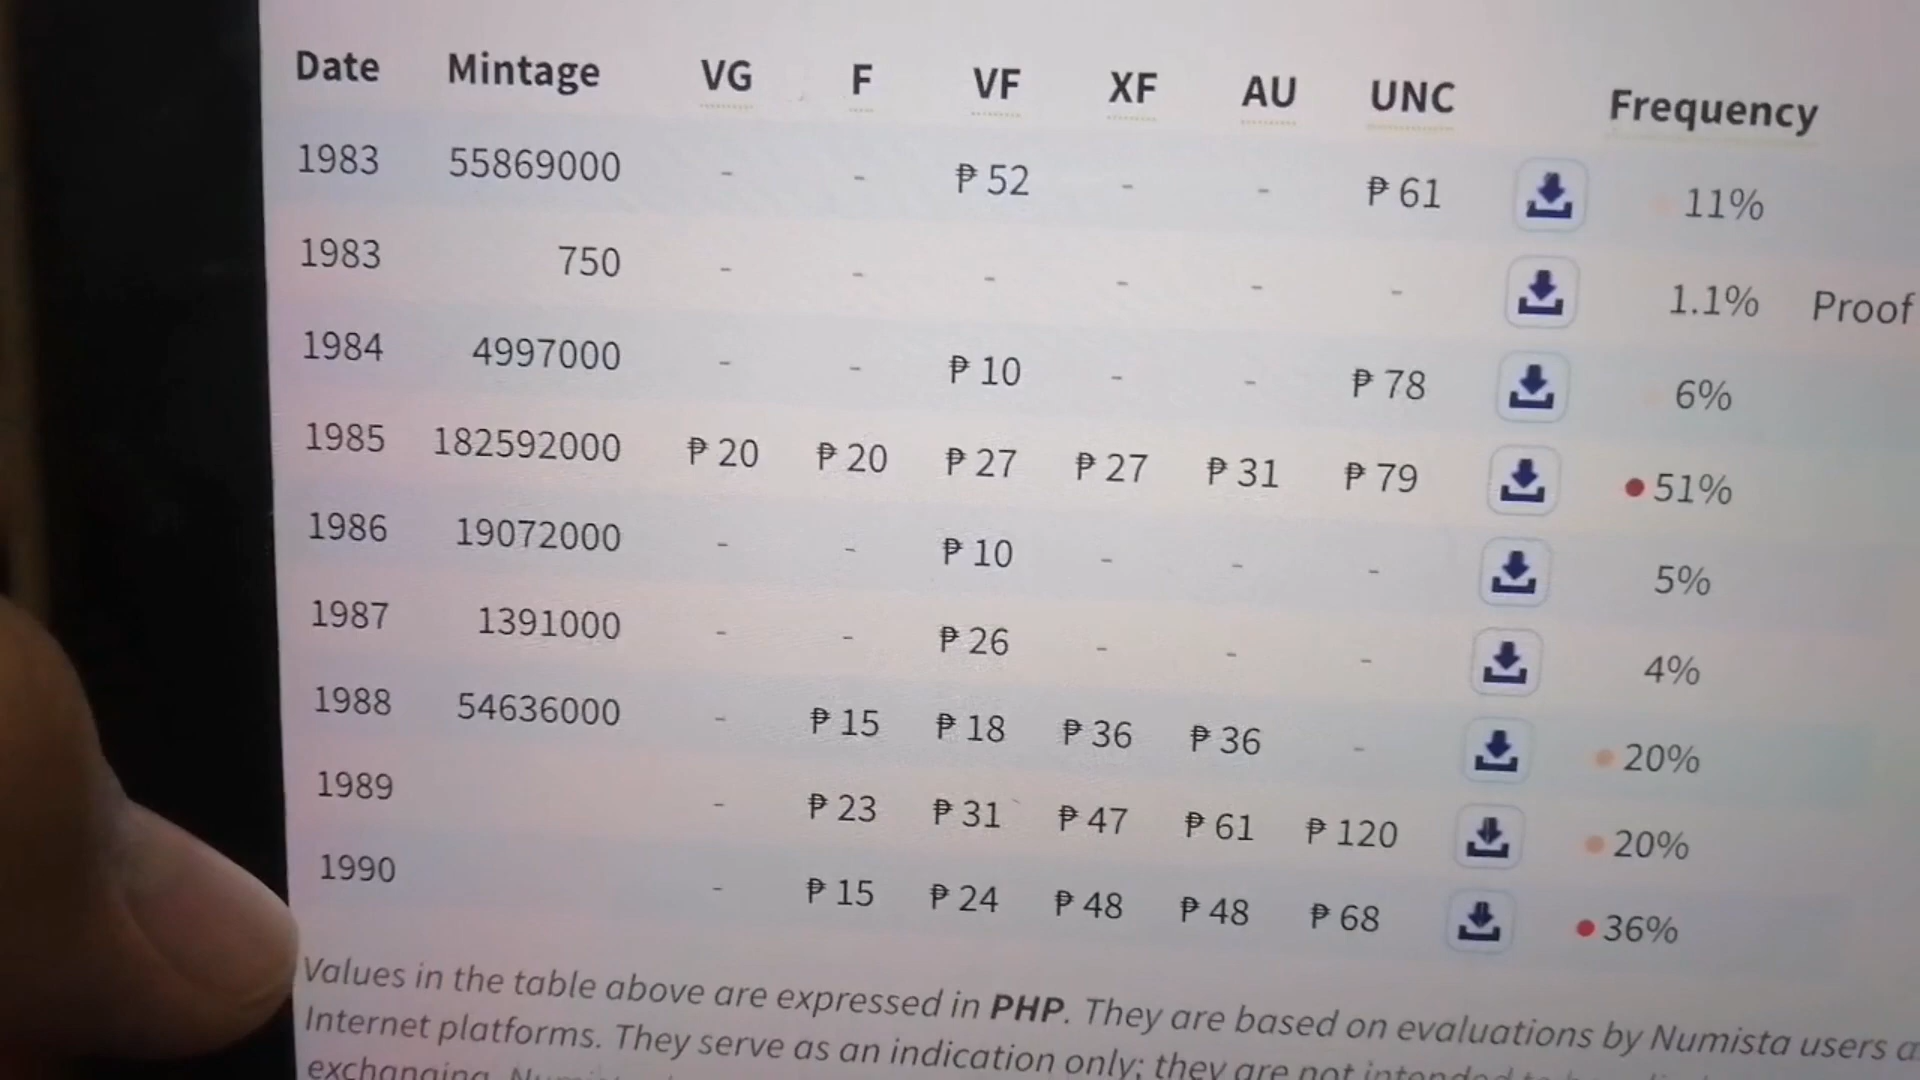 Date Mintage VG F VF XF AU UNC Frequency
1983 55869000 - - ₱ 52 - - ₱ 61 11%
1983 750 - - - - - - 1.1% Proof
1984 4997000 - - ₱ 10 - - ₱ 78 6%
1985 182592000 ₱ 20 ₱ 20 ₱ 27 ₱ 27 ₱ 31 ₱ 79 51%
1986 19072000 - - ₱ 10 - - - 5%
1987 1391000 - - ₱ 26 - - - 4%
1988 54636000 - ₱ 15 ₱ 18 ₱ 36 ₱ 36 - 20%
1989 - ₱ 23 ₱ 31 ₱ 47 ₱ 61 ₱ 120 20%
1990 - ₱ 15 ₱ 24 ₱ 48 ₱ 48 ₱ 68 36%
Values in the table above are expressed in PHP. They are based on evaluations by Numista users
Internet platforms. They serve as an indication only; they are not intended to be
exchanging.